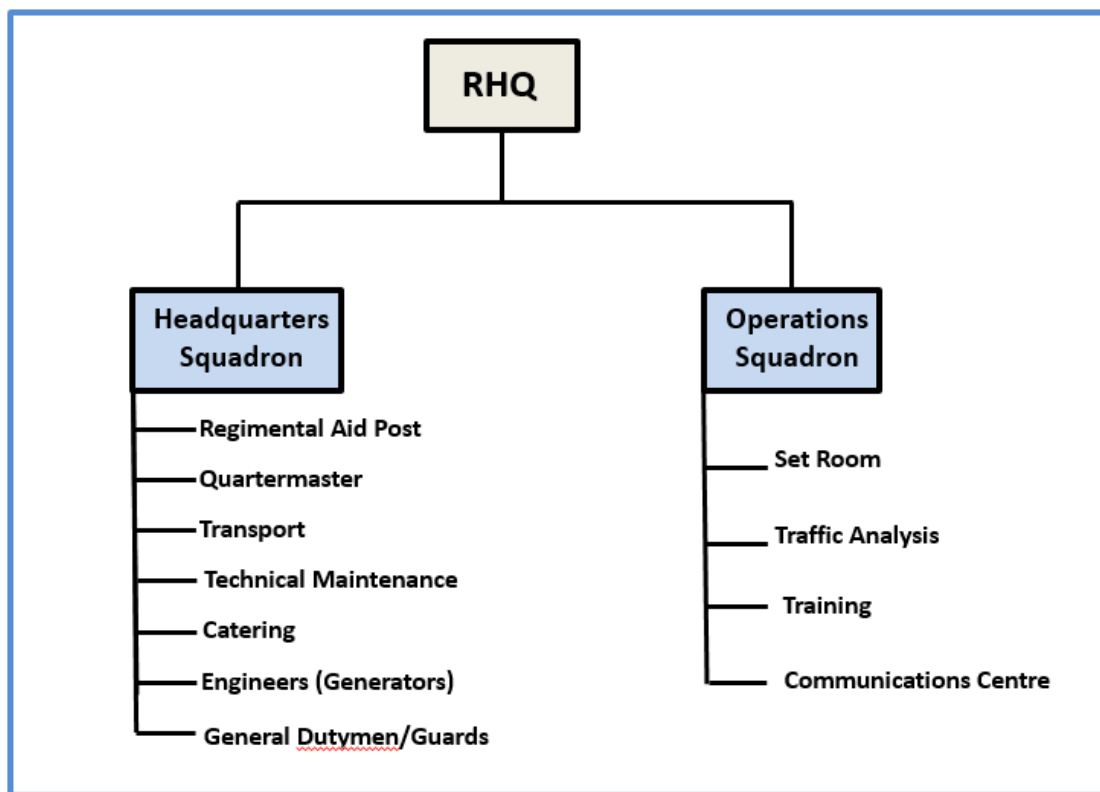 RHQ
Headquarters
Squadron
Regimental Aid Post
Quartermaster
Transport
Technical Maintenance
Catering
Engineers (Generators)
General Dutymen/Guards
Operations
Squadron
Set Room
Traffic Analysis
Training
Communications Centre